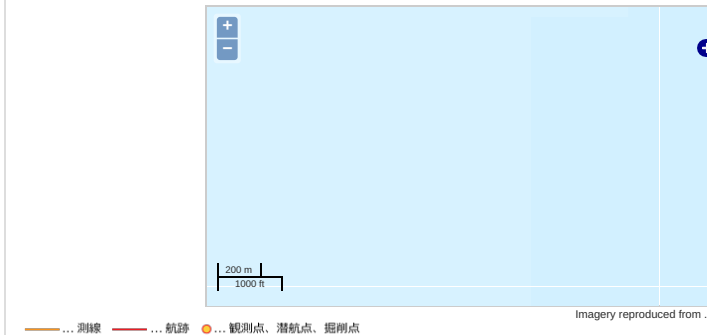 +
−
200 m
1000 ft
Imagery reproduced from .
... 測線 ... 航跡 ... 観測点、潜航点、掘削点